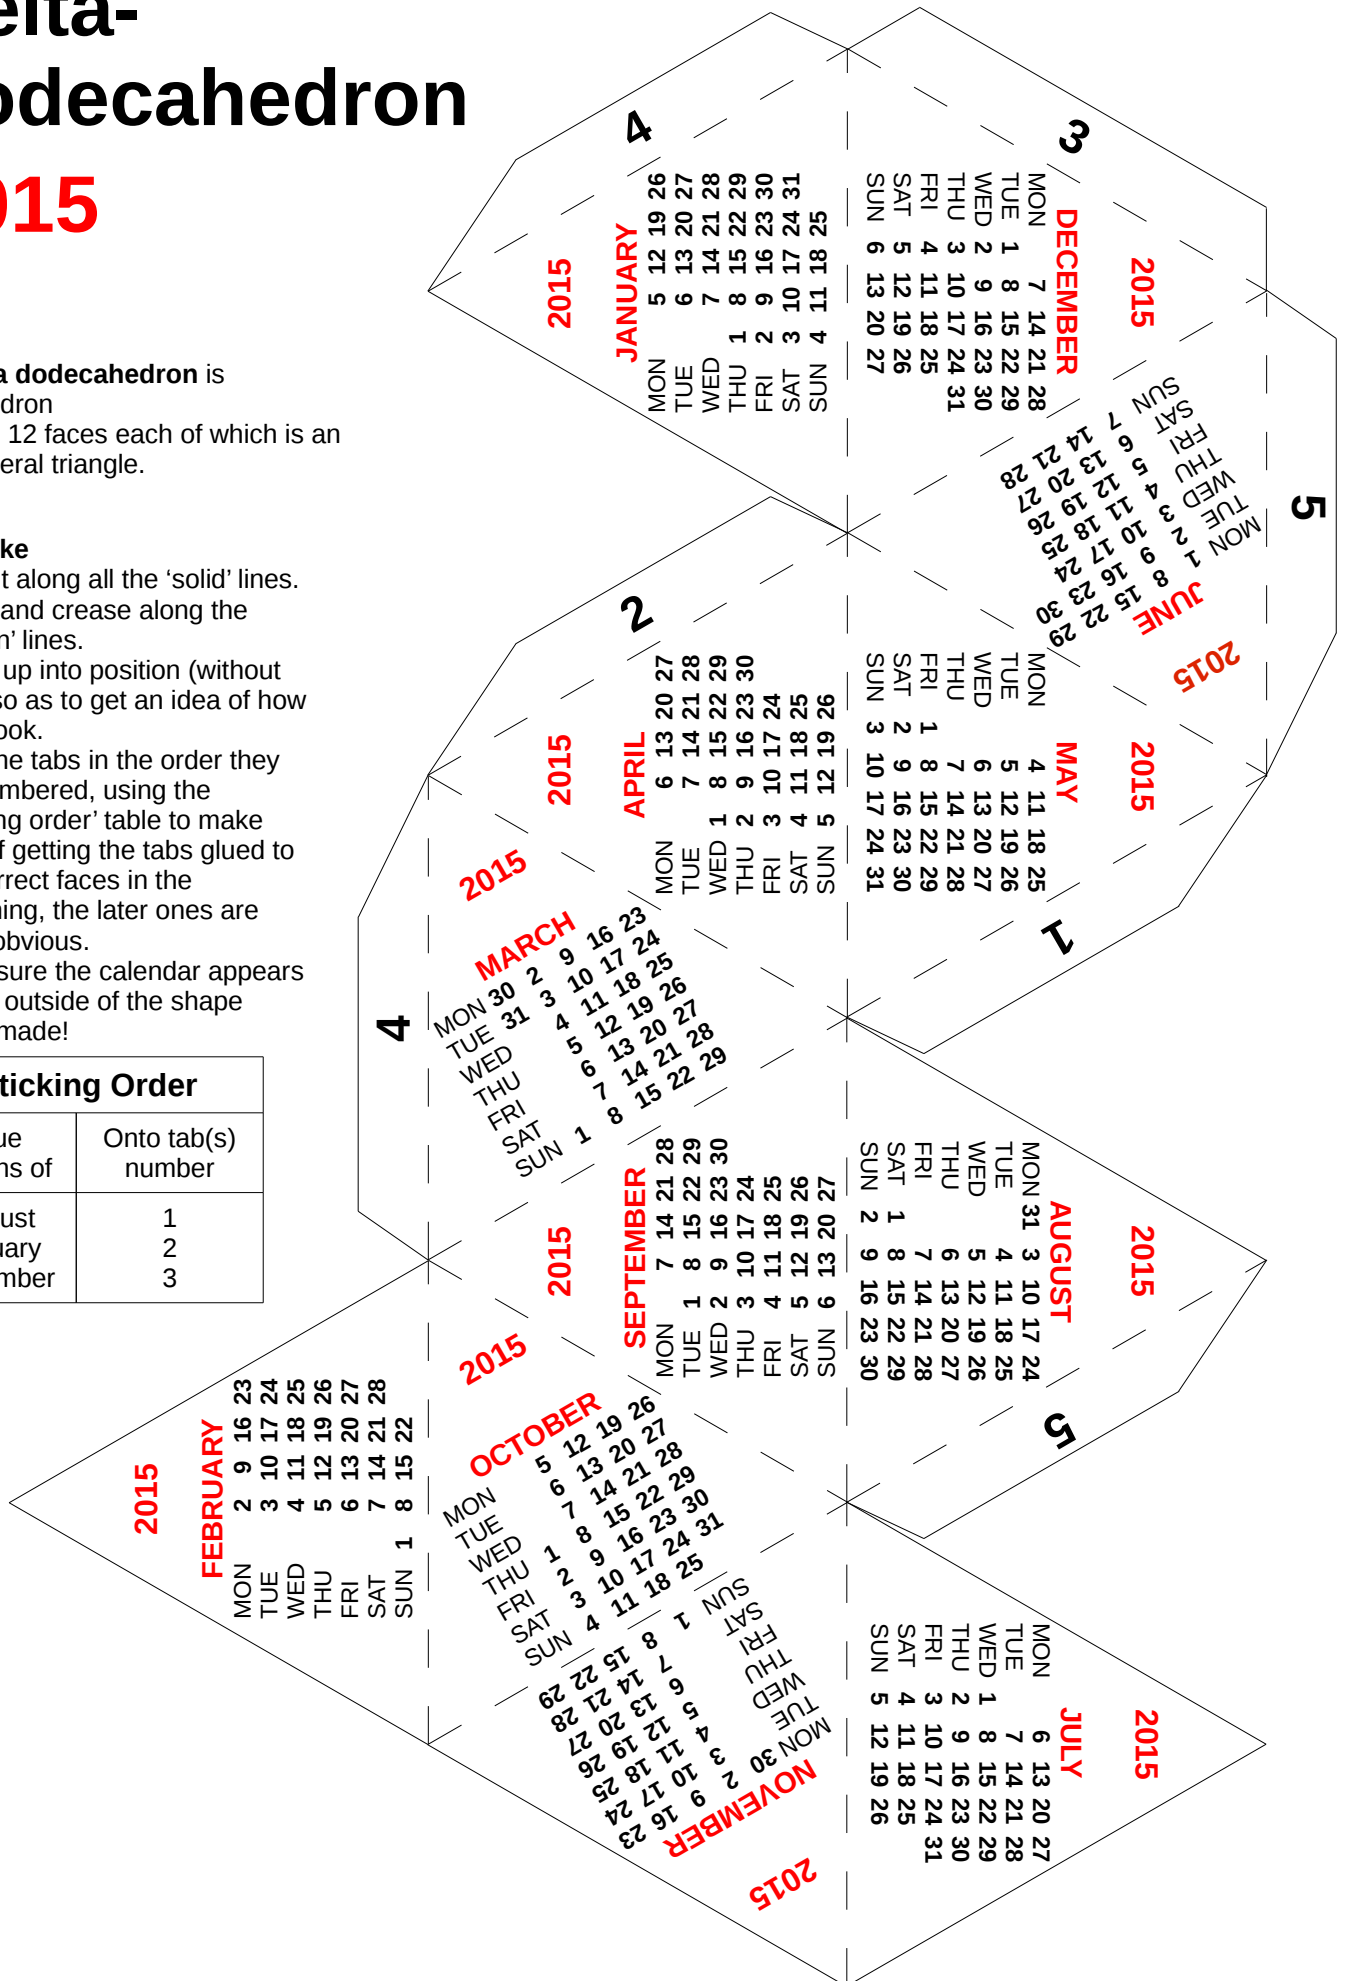 elta-
odecahedron
015
a dodecahedron is
dron
12 faces each of which is an
eral triangle.
ke
t along all the ‘solid’ lines.
and crease along the
n’ lines.
up into position (without
so as to get an idea of how
ook.
he tabs in the order they
mbered, using the
ng order’ table to make
f getting the tabs glued to
rrect faces in the
ning, the later ones are
obvious.
sure the calendar appears
outside of the shape
made!
ticking Order
ue Onto tab(s)
ns of number
ust 1
uary 2
mber 3
4
2015
JANUARY
MON 5 12 19 26
TUE 6 13 20 27
WED 7 14 21 28
THU 1 8 15 22 29
FRI 2 9 16 23 30
SAT 3 10 17 24 31
SUN 4 11 18 25
3
2015
DECEMBER
MON 7 14 21 28
TUE 1 8 15 22 29
WED 2 9 16 23 30
THU 3 10 17 24 31
FRI 4 11 18 25
SAT 5 12 19 26
SUN 6 13 20 27
5
2015
JUNE
MON 1 8 15 22 29
TUE 2 9 16 23 30
WED 3 10 17 24
THU 4 11 18 25
FRI 5 12 19 26
SAT 6 13 20 27
SUN 7 14 21 28
2
2015
APRIL
MON 6 13 20 27
TUE 7 14 21 28
WED 1 8 15 22 29
THU 2 9 16 23 30
FRI 3 10 17 24
SAT 4 11 18 25
SUN 5 12 19 26
2015
MAY
MON 4 11 18 25
TUE 5 12 19 26
WED 6 13 20 27
THU 7 14 21 28
FRI 1 8 15 22 29
SAT 2 9 16 23 30
SUN 3 10 17 24 31
1
4
2015
MARCH
MON 30 2 9 16 23
TUE 31 3 10 17 24
WED 4 11 18 25
THU 5 12 19 26
FRI 6 13 20 27
SAT 7 14 21 28
SUN 1 8 15 22 29
2015
SEPTEMBER
MON 7 14 21 28
TUE 1 8 15 22 29
WED 2 9 16 23 30
THU 3 10 17 24
FRI 4 11 18 25
SAT 5 12 19 26
SUN 6 13 20 27
2015
AUGUST
MON 31 3 10 17 24
TUE 4 11 18 25
WED 5 12 19 26
THU 6 13 20 27
FRI 7 14 21 28
SAT 1 8 15 22 29
SUN 2 9 16 23 30
5
2015
FEBRUARY
MON 2 9 16 23
TUE 3 10 17 24
WED 4 11 18 25
THU 5 12 19 26
FRI 6 13 20 27
SAT 7 14 21 28
SUN 1 8 15 22
2015
OCTOBER
MON 5 12 19 26
TUE 6 13 20 27
WED 7 14 21 28
THU 1 8 15 22 29
FRI 2 9 16 23 30
SAT 3 10 17 24 31
SUN 4 11 18 25
2015
NOVEMBER
MON 30 2 9 16 23
TUE 3 10 17 24
WED 4 11 18 25
THU 5 12 19 26
FRI 6 13 20 27
SAT 7 14 21 28
SUN 1 8 15 22 29
2015
JULY
MON 6 13 20 27
TUE 7 14 21 28
WED 1 8 15 22 29
THU 2 9 16 23 30
FRI 3 10 17 24 31
SAT 4 11 18 25
SUN 5 12 19 26